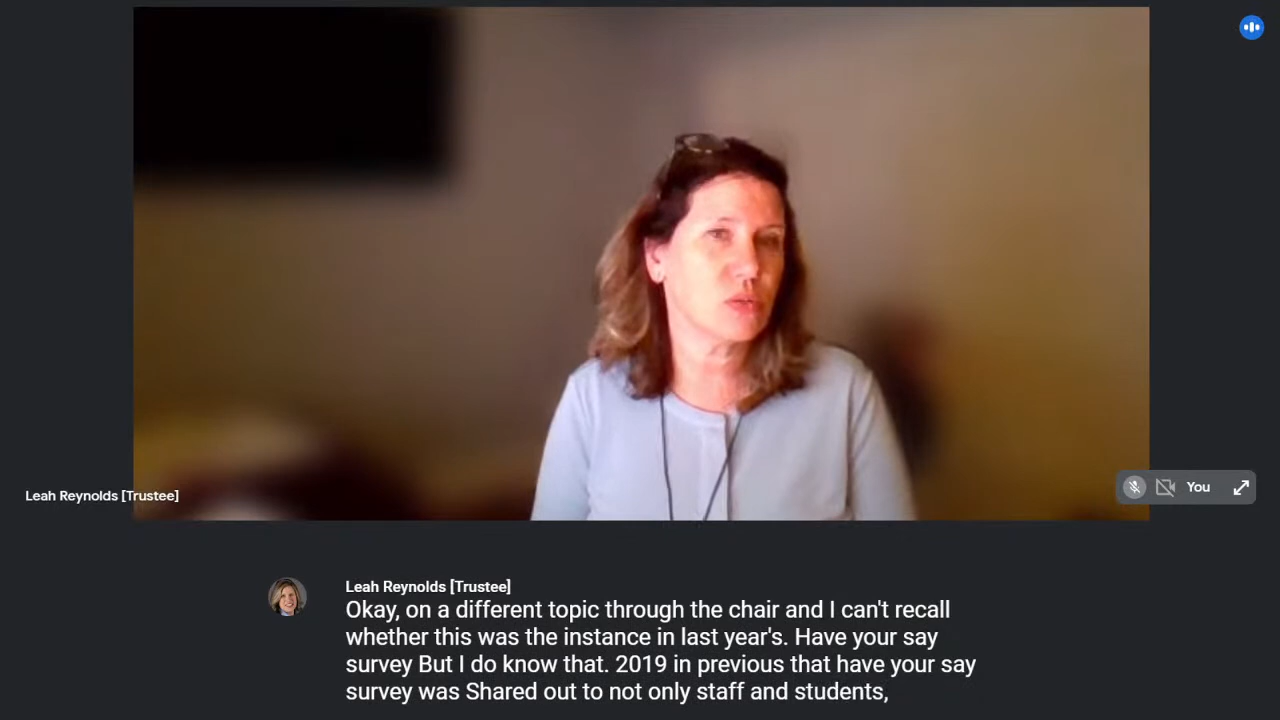 Leah Reynolds [Trustee]
You
Leah Reynolds [Trustee]
Okay, on a different topic through the chair and I can't recall
whether this was the instance in last year's. Have your say
survey But I do know that. 2019 in previous that have your say
survey was Shared out to not only staff and students,